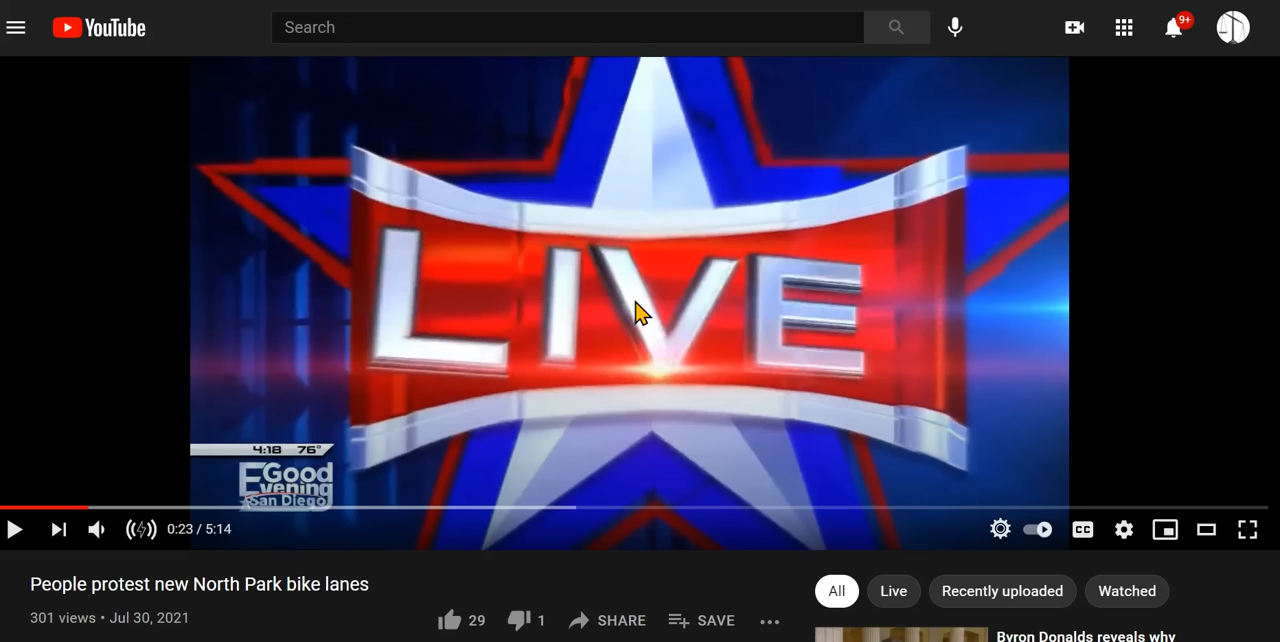 YouTube
Search
9+
LIVE
4:18 76°
Good
Evening
San Diego
0:23 / 5:14
CC
People protest new North Park bike lanes
301 views • Jul 30, 2021
29
1
SHARE
SAVE
All
Live
Recently uploaded
Watched
Byron Donalds reveals why